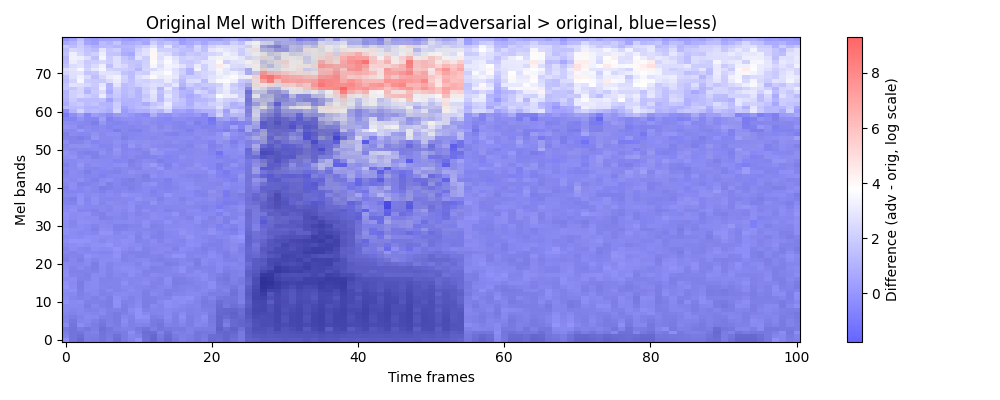 Original Mel with Differences (red=adversarial > original, blue=less)
Mel bands
70
60
50
40
30
20
10
0
0 20 40 60 80 100
Time frames
8
6
4
2
0
Difference (adv - orig, log scale)